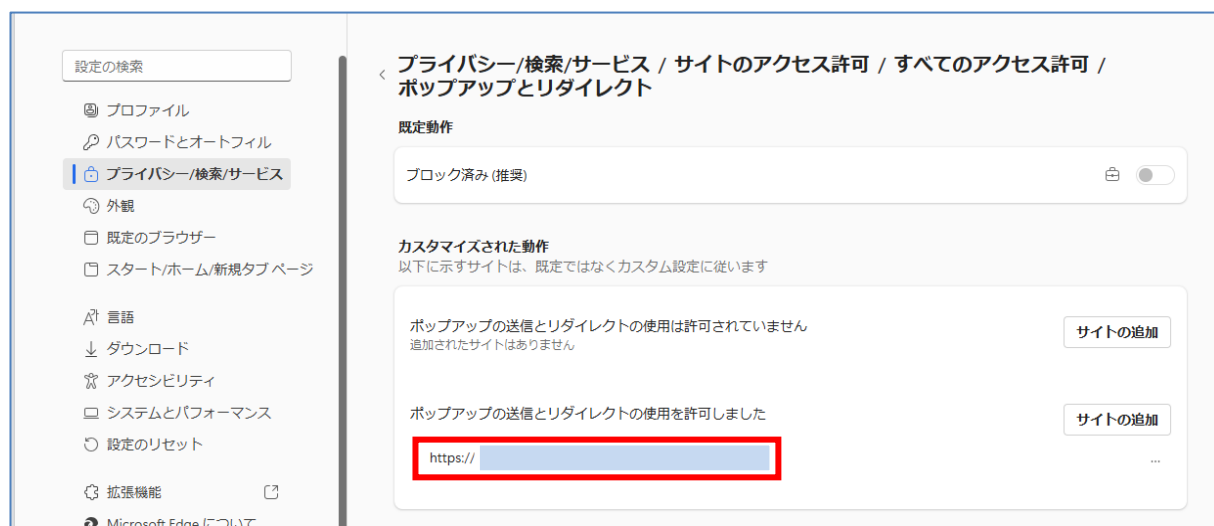 設定の検索
プロファイル
パスワードとオートフィル
プライバシー/検索/サービス
外観
既定のブラウザー
スタート/ホーム/新規タブ ページ
言語
ダウンロード
アクセシビリティ
システムとパフォーマンス
設定のリセット
拡張機能
Microsoft Edge について
プライバシー/検索/サービス / サイトのアクセス許可 / すべてのアクセス許可 /
ポップアップとリダイレクト
既定動作
ブロック済み (推奨)
カスタマイズされた動作
以下に示すサイトは、既定ではなくカスタム設定に従います
ポップアップの送信とリダイレクトの使用は許可されていません
追加されたサイトはありません
サイトの追加
ポップアップの送信とリダイレクトの使用を許可しました
サイトの追加
https://
...